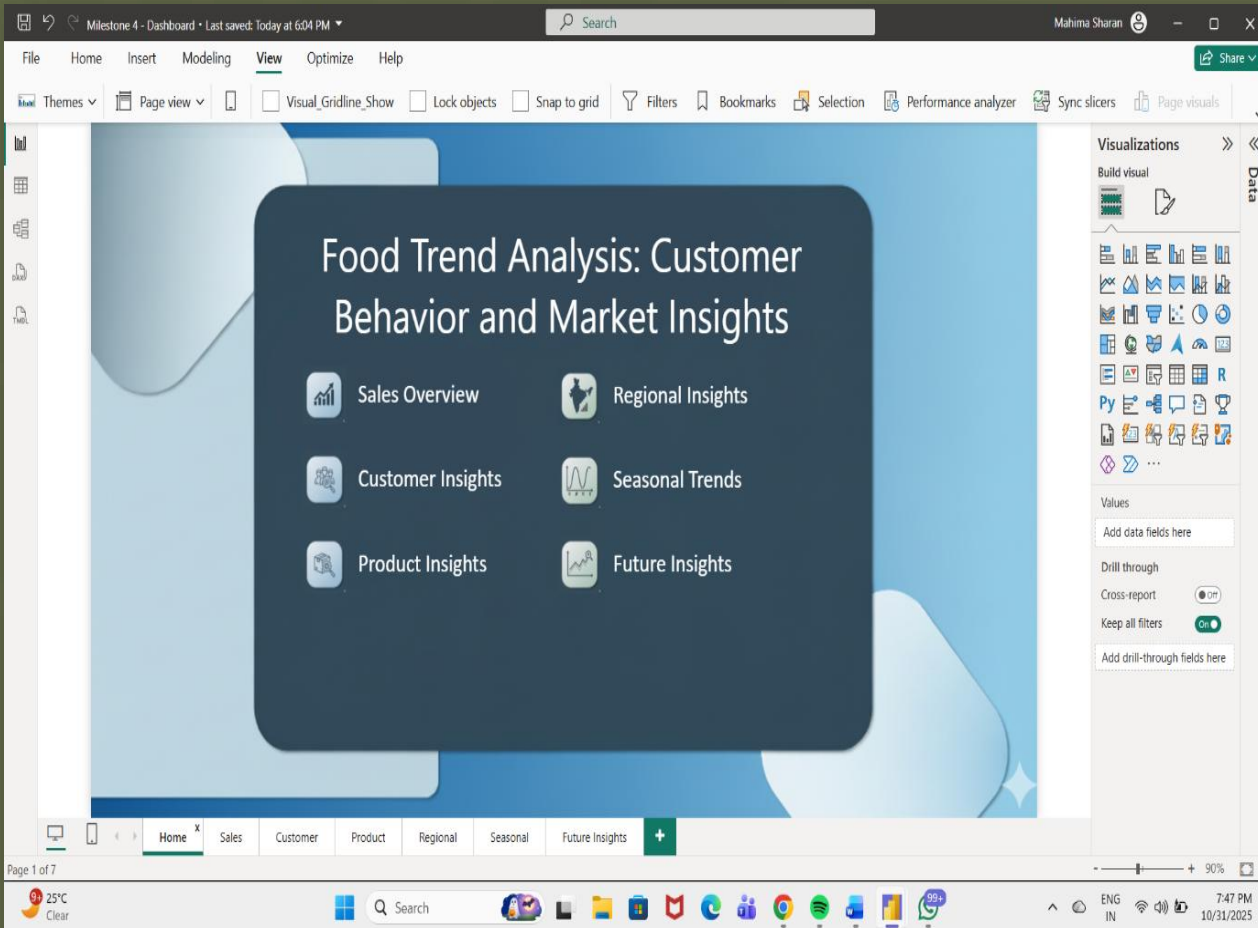 Milestone 4 - Dashboard • Last saved: Today at 6:04 PM
Search
Mahima Sharan
File Home Insert Modeling View Optimize Help
Share
Themes Page view Visual_Gridline_Show Lock objects Snap to grid Filters Bookmarks Selection Performance analyzer Sync slicers Page visuals
Food Trend Analysis: Customer
Behavior and Market Insights
Sales Overview
Regional Insights
Customer Insights
Seasonal Trends
Product Insights
Future Insights
Visualizations
Data
Build visual
123
R
Py
Values
Add data fields here
Drill through
Cross-report
Off
Keep all filters
On
Add drill-through fields here
DAX
TMDL
Home x Sales Customer Product Regional Seasonal Future Insights +
Page 1 of 7
- + 90%
9+
25°C
Clear
Search
99+
ENG
IN
7:47 PM
10/31/2025